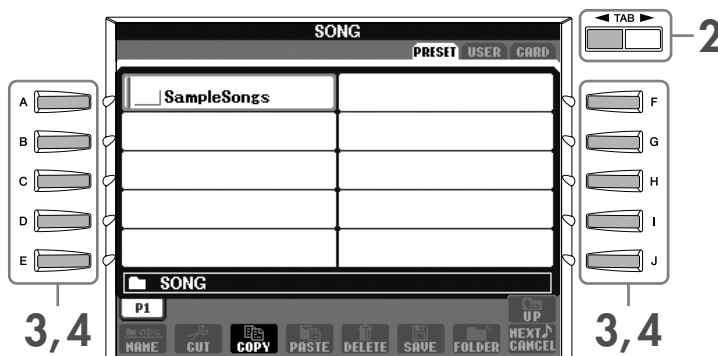 SONG
◄ TAB ►
2
PRESET USER CARD
SampleSongs
A
B
C
D
E
F
G
H
I
J
SONG
P1
UP
3,4
3,4
abc
NAME CUT COPY PASTE DELETE SAVE FOLDER NEXT♪
CANCEL